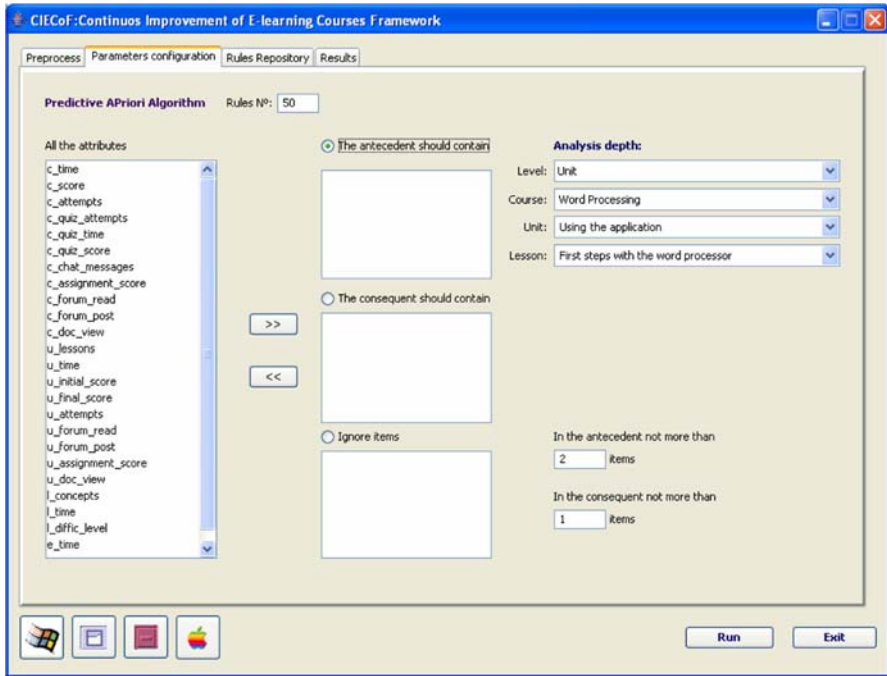 CIECoF:Continuos Improvement of E-learning Courses Framework
Preprocess Parameters configuration Rules Repository Results
Predictive APriori Algorithm Rules Nº: 50
All the attributes
c_time
c_score
c_attempts
c_quiz_attempts
c_quiz_time
c_quiz_score
c_chat_messages
c_assignment_score
c_forum_read
c_forum_post
c_doc_view
u_lessons
u_time
u_initial_score
u_final_score
u_attempts
u_forum_read
u_forum_post
u_assignment_score
u_doc_view
l_concepts
l_time
l_diffic_level
e_time
>>
<<
The antecedent should contain
The consequent should contain
Ignore items
Analysis depth:
Level: Unit
Course: Word Processing
Unit: Using the application
Lesson: First steps with the word processor
In the antecedent not more than
2 items
In the consequent not more than
1 items
Run Exit